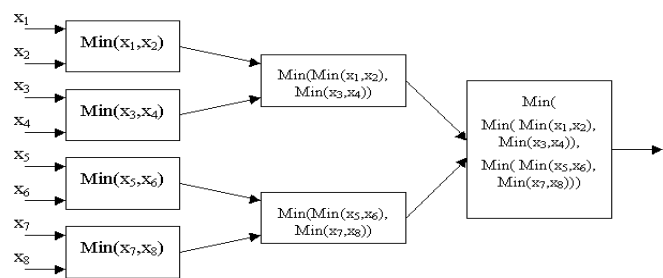 x₁
x₂
Min(x₁,x₂)
x₃
x₄
Min(x₃,x₄)
x₅
x₆
Min(x₅,x₆)
x₇
x₈
Min(x₇,x₈)
Min(Min(x₁,x₂),
Min(x₃,x₄))
Min(Min(x₅,x₆),
Min(x₇,x₈))
Min(
Min( Min(x₁,x₂),
Min(x₃,x₄)),
Min( Min(x₅,x₆),
Min(x₇,x₈)))